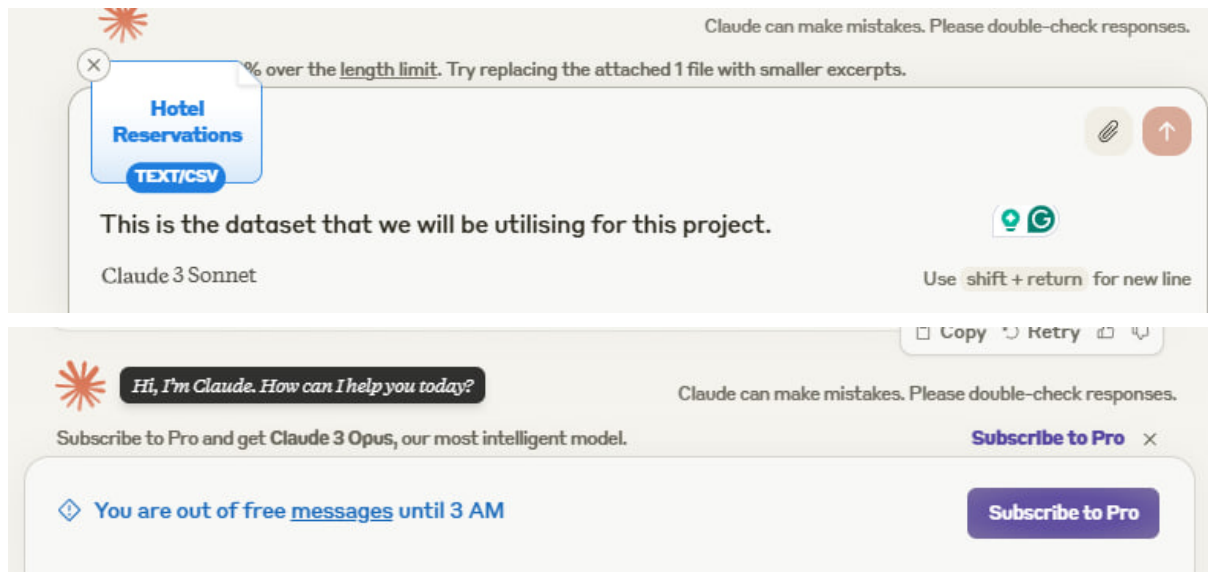 Claude can make mistakes. Please double-check responses.
% over the length limit. Try replacing the attached 1 file with smaller excerpts.
Hotel
Reservations
TEXT/CSV
This is the dataset that we will be utilising for this project.
Claude 3 Sonnet
Use shift + return for new line
Copy Retry
Hi, I'm Claude. How can I help you today?
Claude can make mistakes. Please double-check responses.
Subscribe to Pro and get Claude 3 Opus, our most intelligent model.
Subscribe to Pro
You are out of free messages until 3 AM
Subscribe to Pro